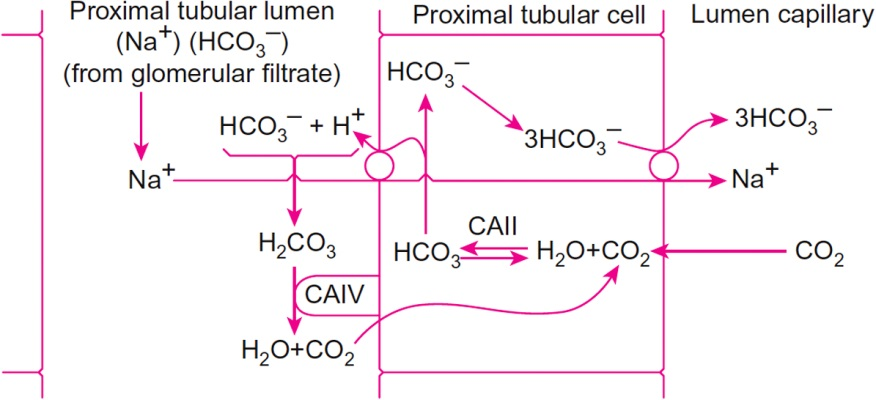 Proximal tubular lumen
(Na⁺) (HCO₃⁻)
(from glomerular filtrate)
Proximal tubular cell
Lumen capillary
HCO₃⁻
HCO₃⁻ + H⁺
3HCO₃⁻
3HCO₃⁻
Na⁺
Na⁺
CAII
H₂CO₃
HCO₃
H₂O+CO₂
CO₂
CAIV
H₂O+CO₂